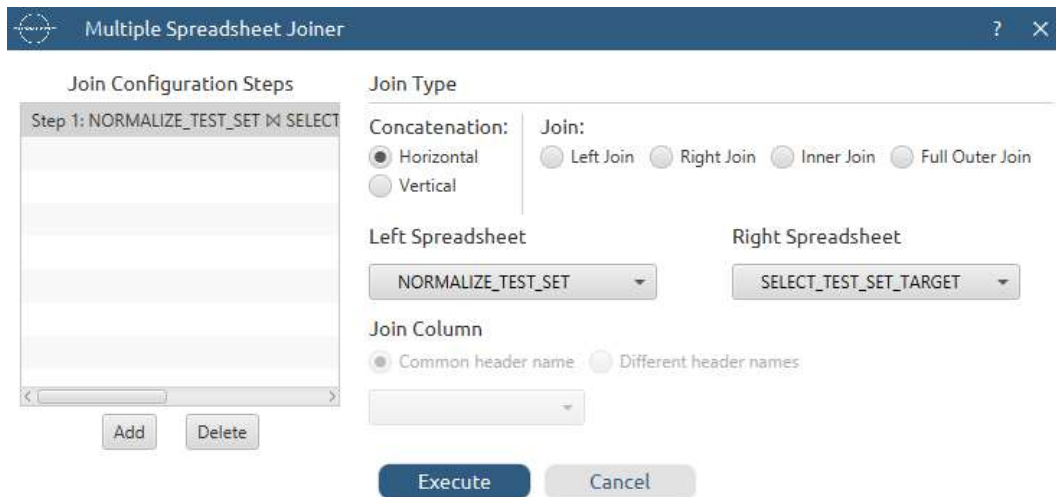 Multiple Spreadsheet Joiner
? ×
Join Configuration Steps
Step 1: NORMALIZE_TEST_SET ⋈ SELECT
Add Delete
Join Type
Concatenation:
Horizontal
Vertical
Join:
Left Join Right Join Inner Join Full Outer Join
Left Spreadsheet Right Spreadsheet
NORMALIZE_TEST_SET SELECT_TEST_SET_TARGET
Join Column
Common header name Different header names
Execute Cancel